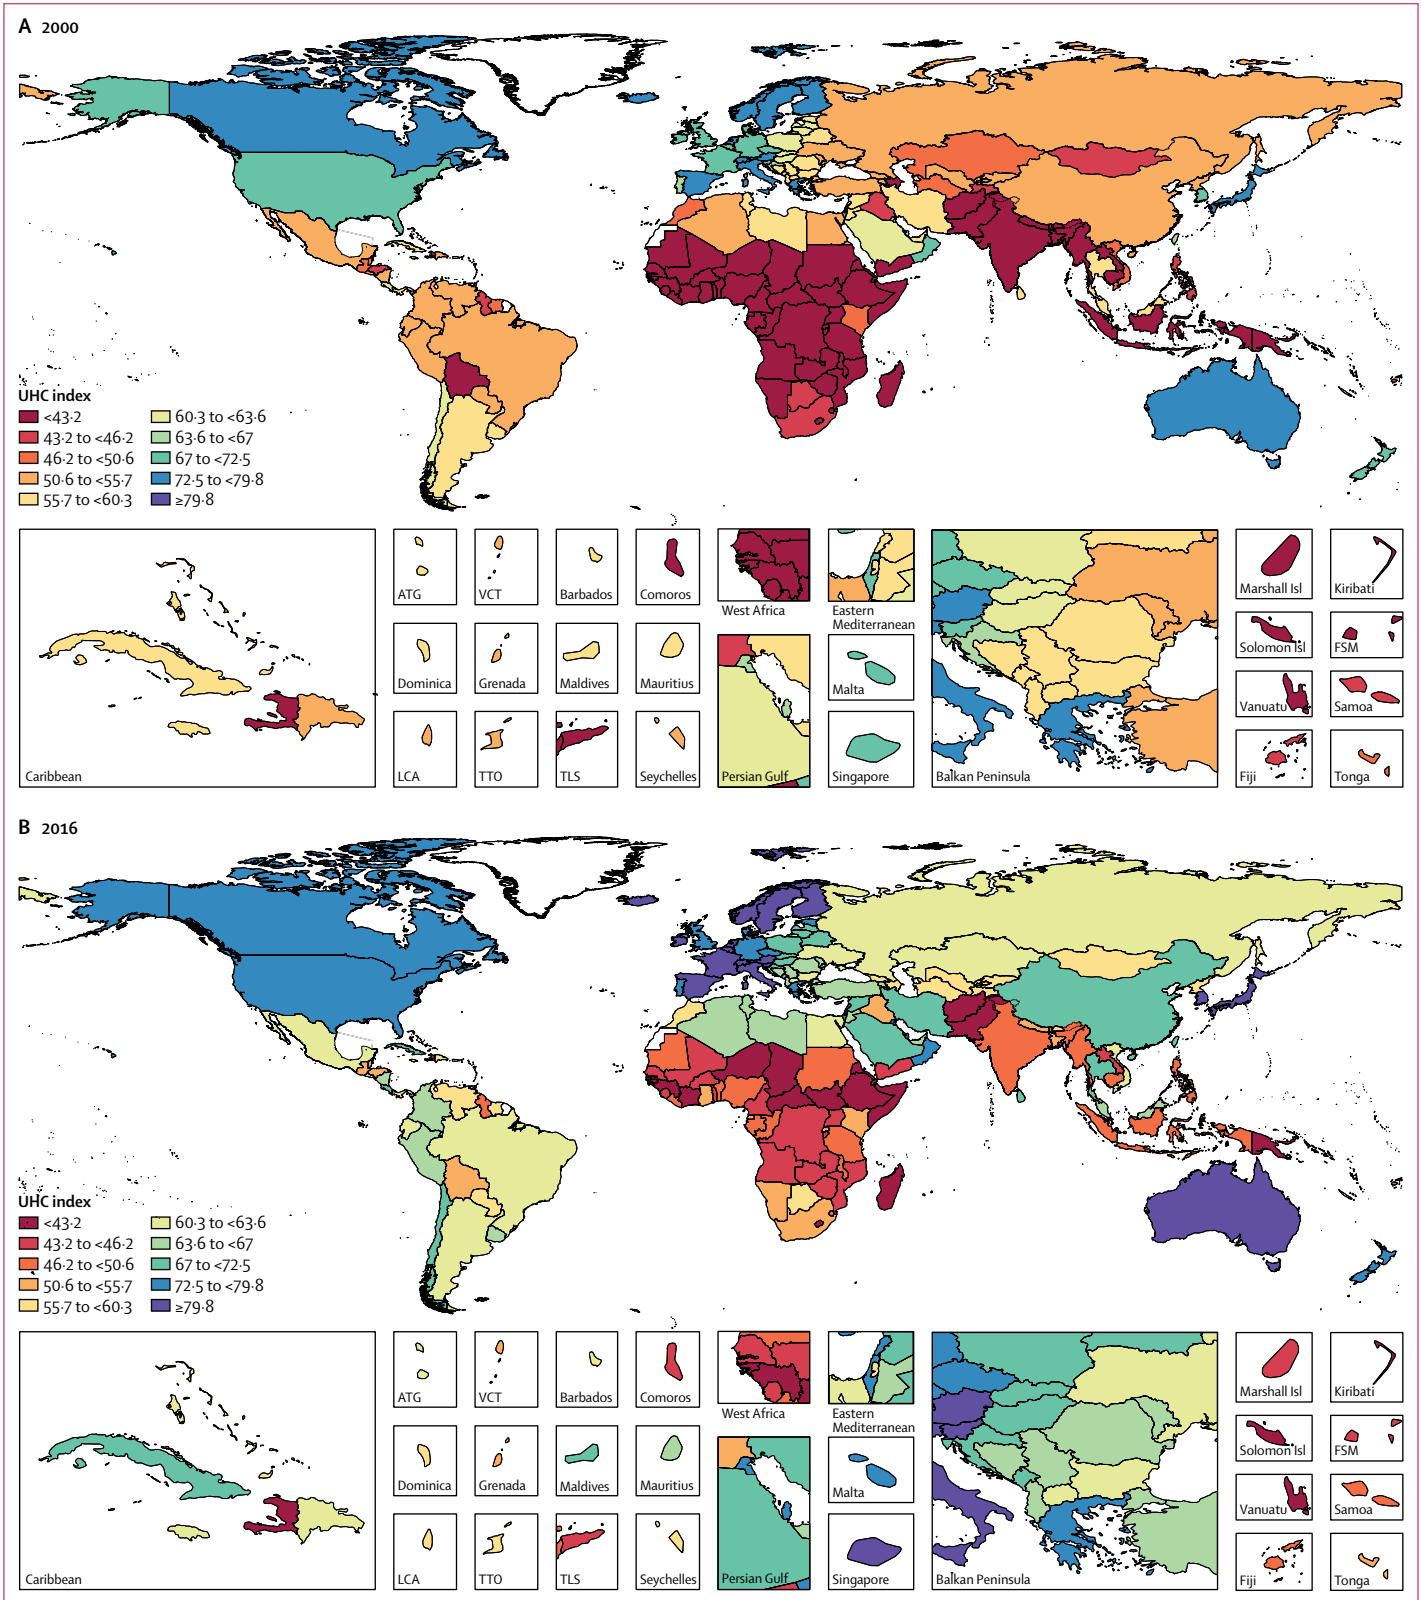 A 2000
UHC index
<43·2
43·2 to <46·2
46·2 to <50·6
50·6 to <55·7
55·7 to <60·3
60·3 to <63·6
63·6 to <67
67 to <72·5
72·5 to <79·8
≥79·8
Caribbean
ATG
VCT
Barbados
Comoros
Dominica
Grenada
Maldives
Mauritius
LCA
TTO
TLS
Seychelles
West Africa
Eastern
Mediterranean
Persian Gulf
Malta
Singapore
Balkan Peninsula
Marshall Isl
Kiribati
Solomon Isl
FSM
Vanuatu
Samoa
Fiji
Tonga
B 2016
UHC index
<43·2
43·2 to <46·2
46·2 to <50·6
50·6 to <55·7
55·7 to <60·3
60·3 to <63·6
63·6 to <67
67 to <72·5
72·5 to <79·8
≥79·8
Caribbean
ATG
VCT
Barbados
Comoros
Dominica
Grenada
Maldives
Mauritius
LCA
TTO
TLS
Seychelles
West Africa
Eastern
Mediterranean
Persian Gulf
Malta
Singapore
Balkan Peninsula
Marshall Isl
Kiribati
Solomon Isl
FSM
Vanuatu
Samoa
Fiji
Tonga